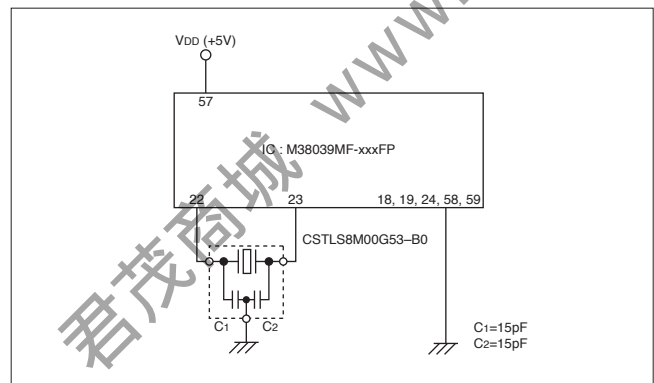 VDD (+5V)
57
IC : M38039MF-xxxFP
22
23
18, 19, 24, 58, 59
CSTLS8M00G53–B0
C1
C2
C1=15pF
C2=15pF
君茂商城 www.